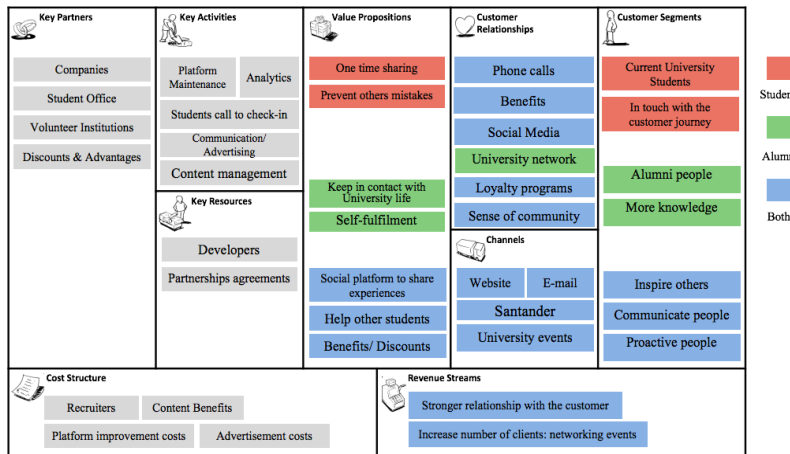 Key Partners
Companies
Student Office
Volunteer Institutions
Discounts & Advantages
Key Activities
Platform
Maintenance
Analytics
Students call to check-in
Communication/
Advertising
Content management
Key Resources
Developers
Partnerships agreements
Value Propositions
One time sharing
Prevent others mistakes
Keep in contact with
University life
Self-fulfilment
Social platform to share
experiences
Help other students
Benefits/ Discounts
Customer
Relationships
Phone calls
Benefits
Social Media
University network
Loyalty programs
Sense of community
Channels
Website
E-mail
Santander
University events
Customer Segments
Current University
Students
In touch with the
customer journey
Alumni people
More knowledge
Inspire others
Communicate people
Proactive people
Cost Structure
Recruiters
Content Benefits
Platform improvement costs
Advertisement costs
Revenue Streams
Stronger relationship with the customer
Increase number of clients: networking events
Studen
Alumn
Both